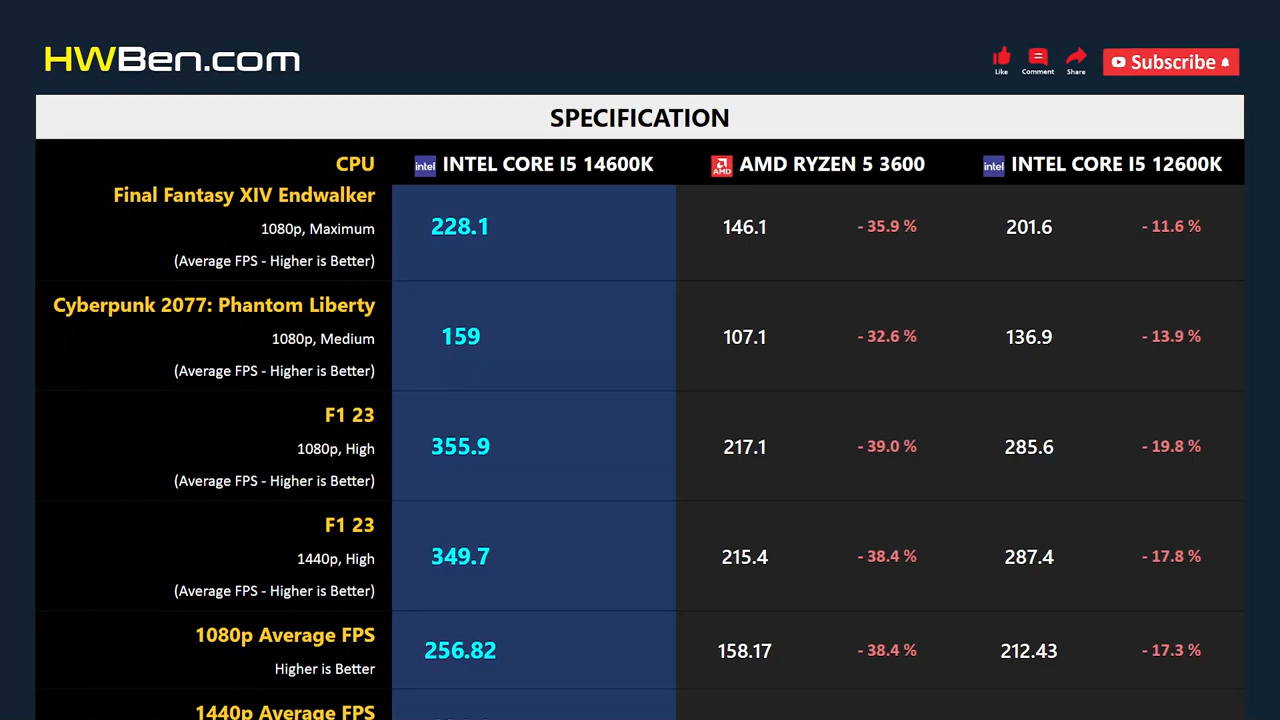 HWBen.com
Like Comment Share Subscribe
SPECIFICATION
CPU intel INTEL CORE I5 14600K AMD AMD RYZEN 5 3600 intel INTEL CORE I5 12600K
Final Fantasy XIV Endwalker
1080p, Maximum 228.1 146.1 - 35.9 % 201.6 - 11.6 %
(Average FPS - Higher is Better)
Cyberpunk 2077: Phantom Liberty
1080p, Medium 159 107.1 - 32.6 % 136.9 - 13.9 %
(Average FPS - Higher is Better)
F1 23
1080p, High 355.9 217.1 - 39.0 % 285.6 - 19.8 %
(Average FPS - Higher is Better)
F1 23
1440p, High 349.7 215.4 - 38.4 % 287.4 - 17.8 %
(Average FPS - Higher is Better)
1080p Average FPS 256.82 158.17 - 38.4 % 212.43 - 17.3 %
Higher is Better
1440p Average FPS